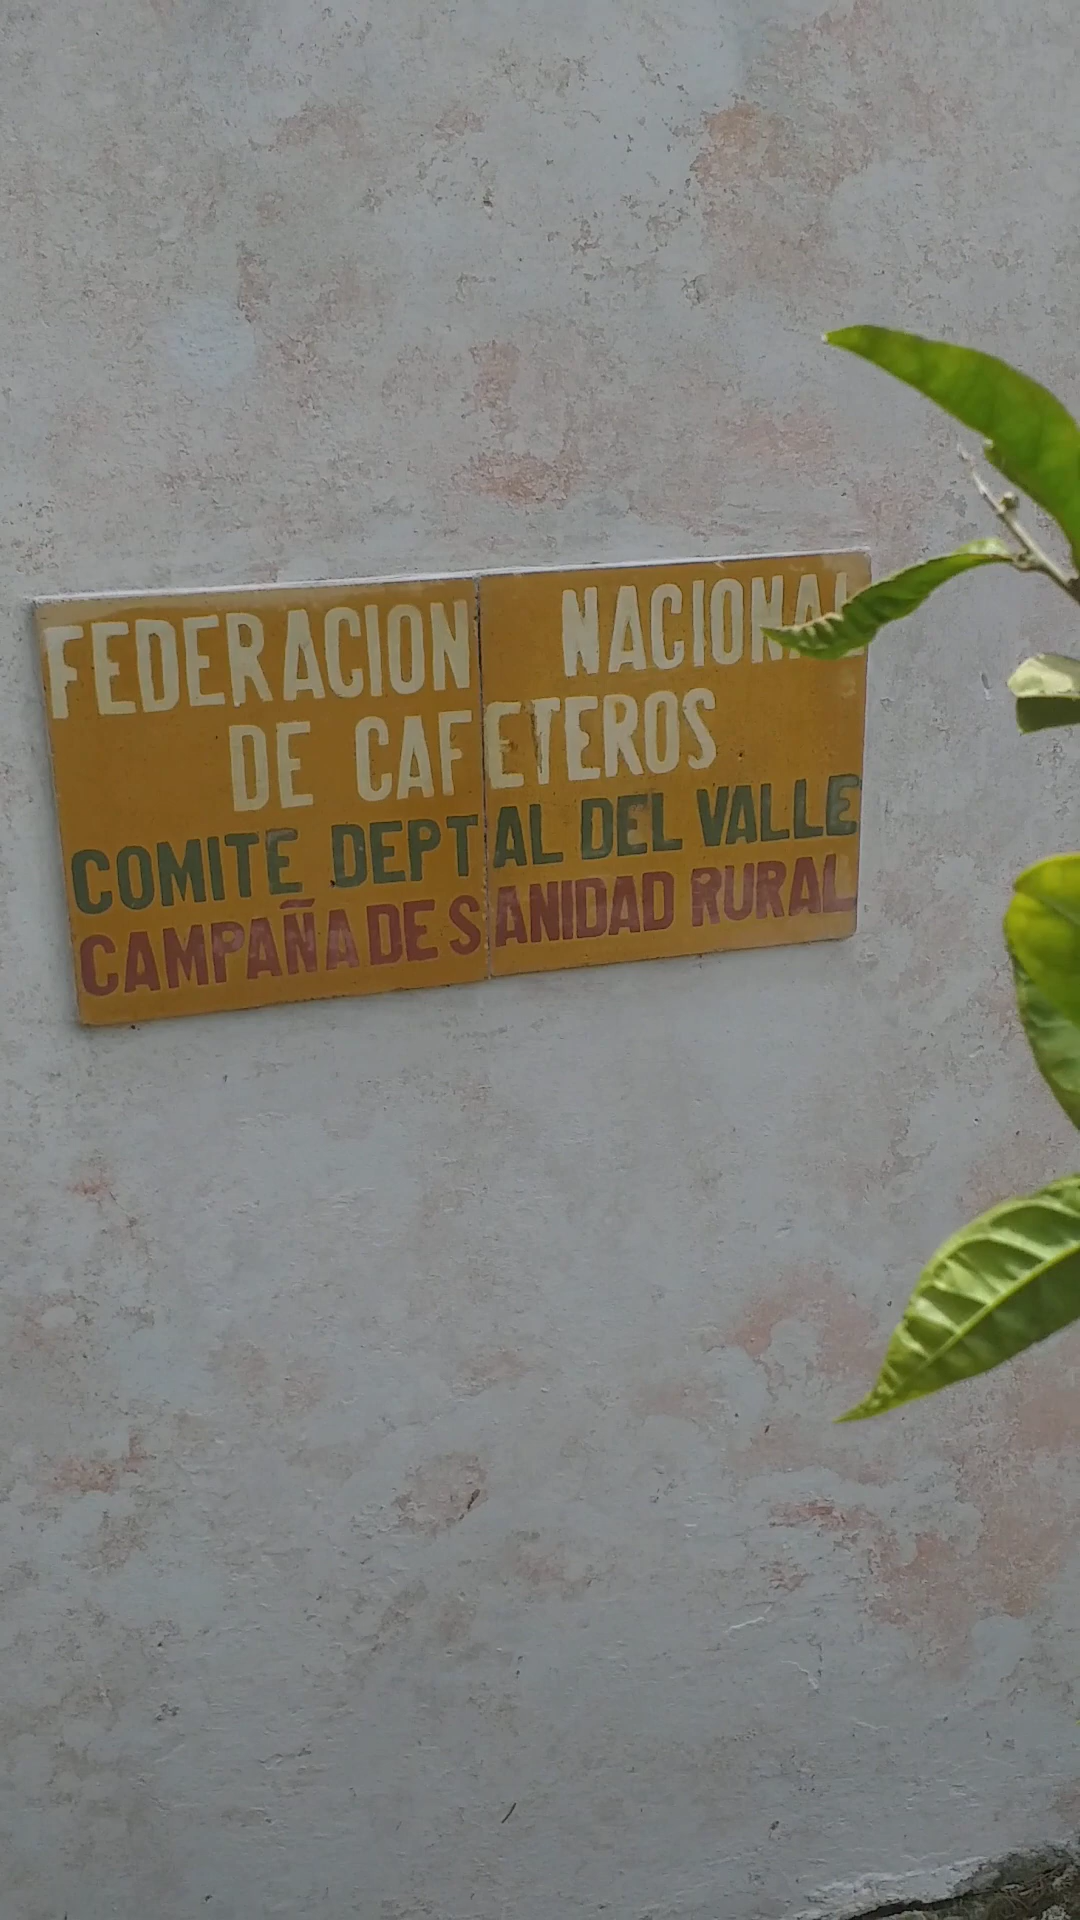 FEDERACION NACIONAL
DE CAFETEROS
COMITE DEPTAL DEL VALLE
CAMPAÑA DE SANIDAD RURAL